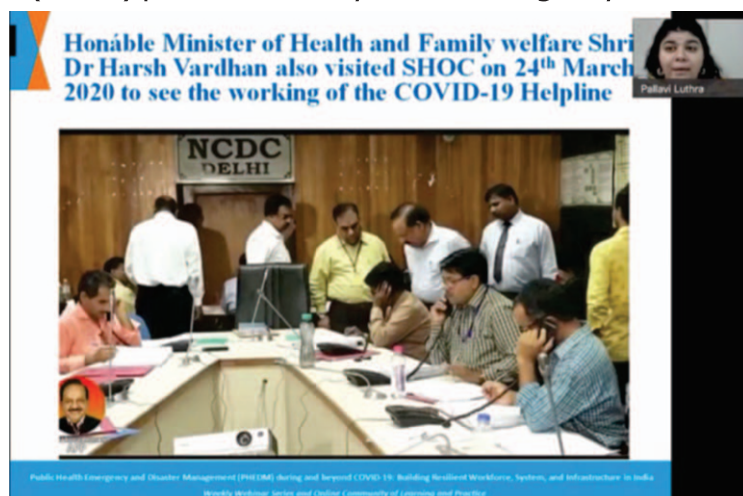 Honáble Minister of Health and Family welfare Shri
Dr Harsh Vardhan also visited SHOC on 24th March
2020 to see the working of the COVID-19 Helpline
Pallavi Luthra
NCDC
DELHI
Public Health Emergency and Disaster Management (PHEDM) during and beyond COVID-19: Building Resilient Workforce, System, and Infrastructure in India
Weekly Webinar Series and Online Community of Learning and Practice